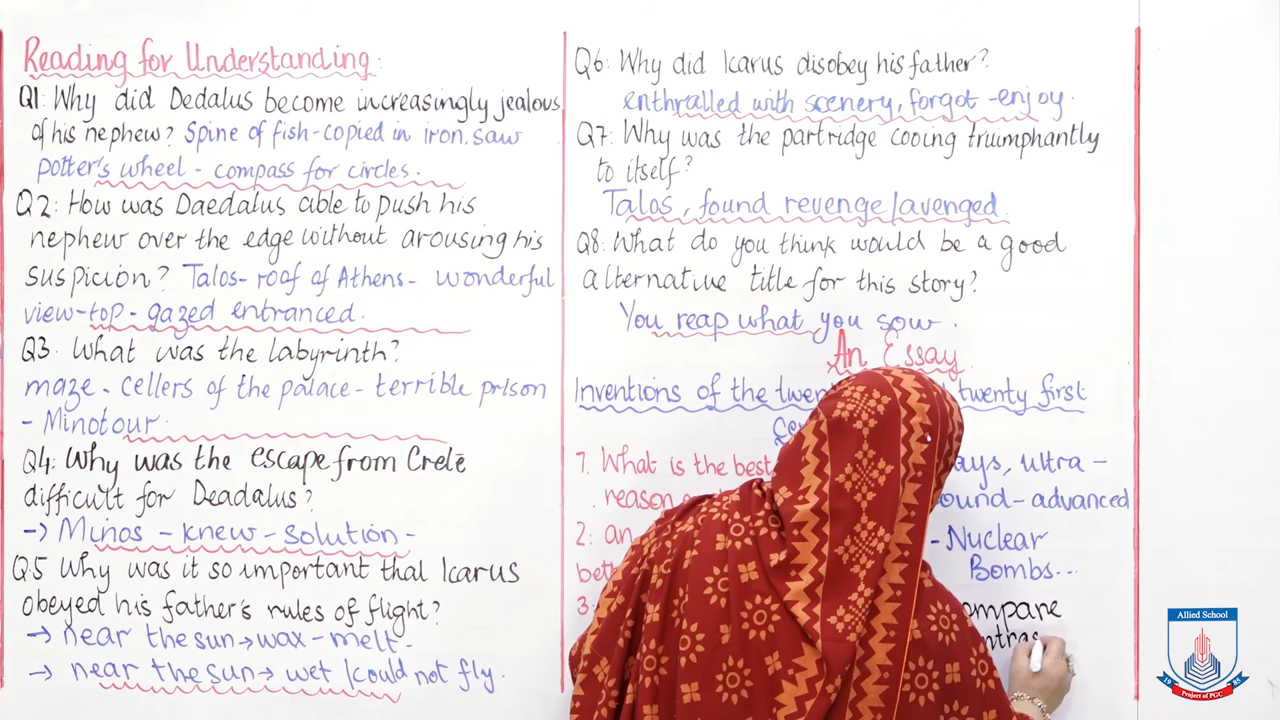 Reading for Understanding:
Q1: Why did Dedalus become increasingly jealous
of his nephew? Spine of fish-copied in iron. saw
potter's wheel - compass for circles.
Q2: How was Daedalus able to push his
nephew over the edge without arousing his
suspicion? Talos- roof of Athens- wonderful
view-top- gazed entranced.
Q3. What was the labyrinth?
maze - cellers of the palace - terrible prison
- Minotour.
Q4: Why was the escape from Crete
difficult for Deadalus?
-> Minos - knew - solution -
Q.5 Why was it so important that Icarus
obeyed his father's rules of flight?
-> near the sun -> wax - melt-
-> near the sun -> wet / could not fly.
Q6: Why did Icarus disobey his father?
enthralled with scenery, forgot -enjoy.
Q7: Why was the partridge cooing triumphantly
to itself?
Talos, found revenge/avenged.
Q8: What do you think would be a good
alternative title for this story?
You reap what you sow.
An Essay
Inventions of the twenty first
1. What is the best ultra -
reason advanced
2: an - Nuclear
Bombs...
3:
Allied School
19 85
Project of PGC